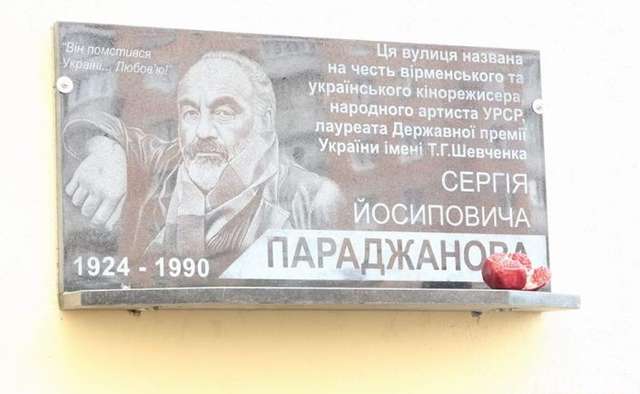 "Він помстився
Україні... Любов'ю!"
Ця вулиця названа
на честь вірменського та
українського кінорежисера,
народного артиста УРСР,
лауреата Державної премії
України імені Т.Г.Шевченка
СЕРГІЯ
ЙОСИПОВИЧА
ПАРАДЖАНОВА
1924 - 1990